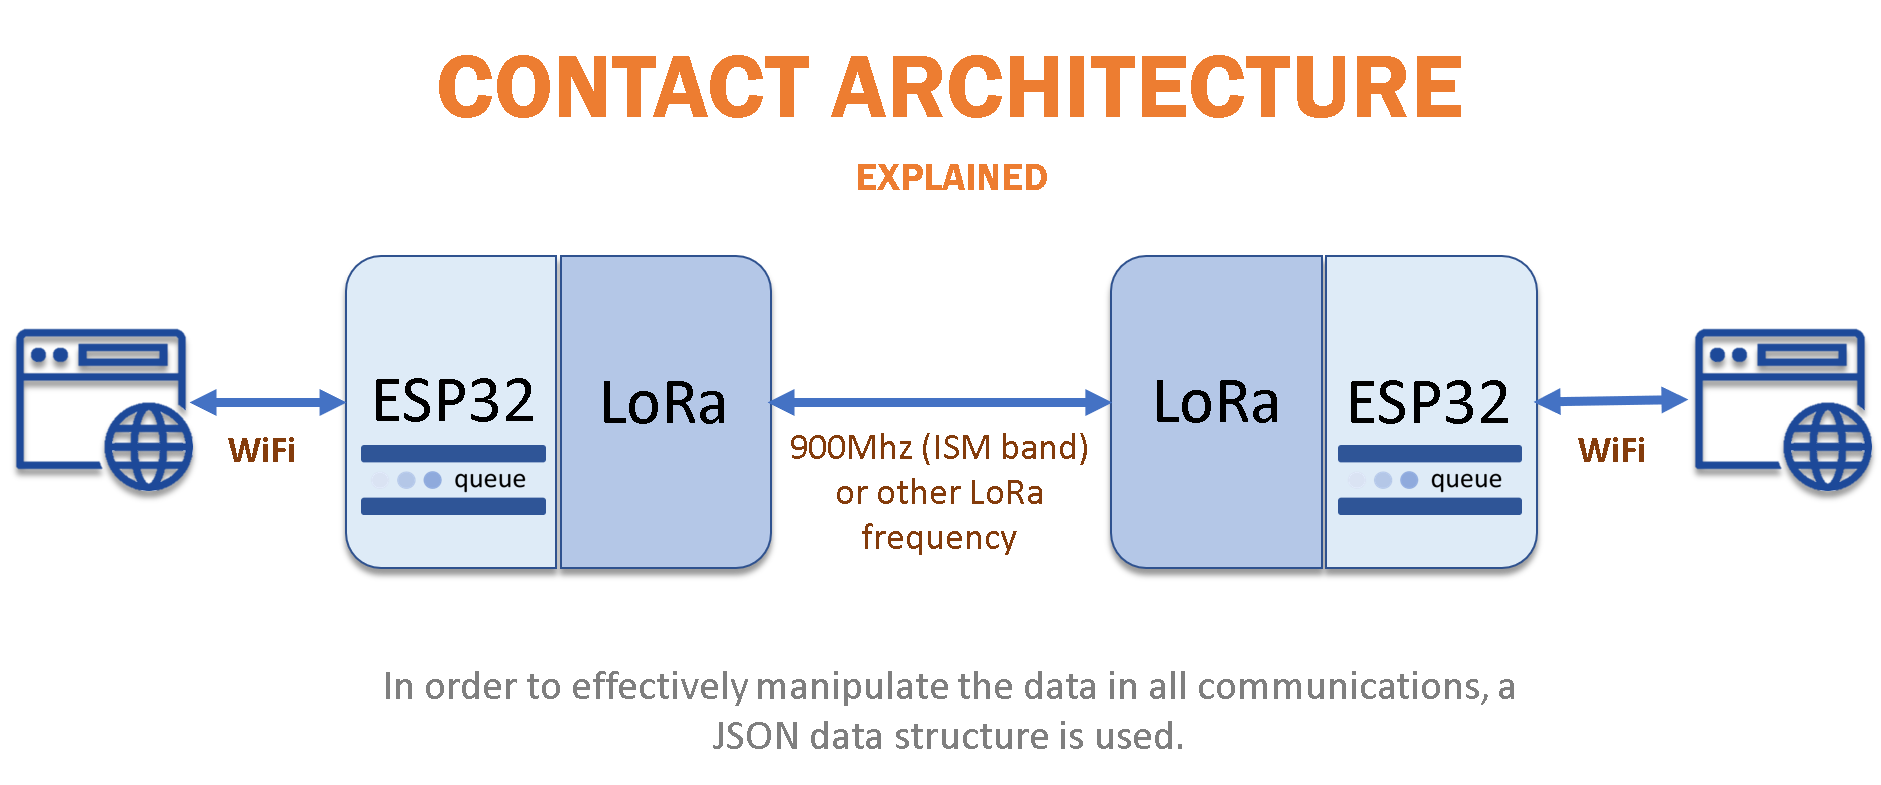 CONTACT ARCHITECTURE
EXPLAINED
WiFi
ESP32
queue
LoRa
900Mhz (ISM band)
or other LoRa
frequency
LoRa
ESP32
queue
WiFi
In order to effectively manipulate the data in all communications, a
JSON data structure is used.